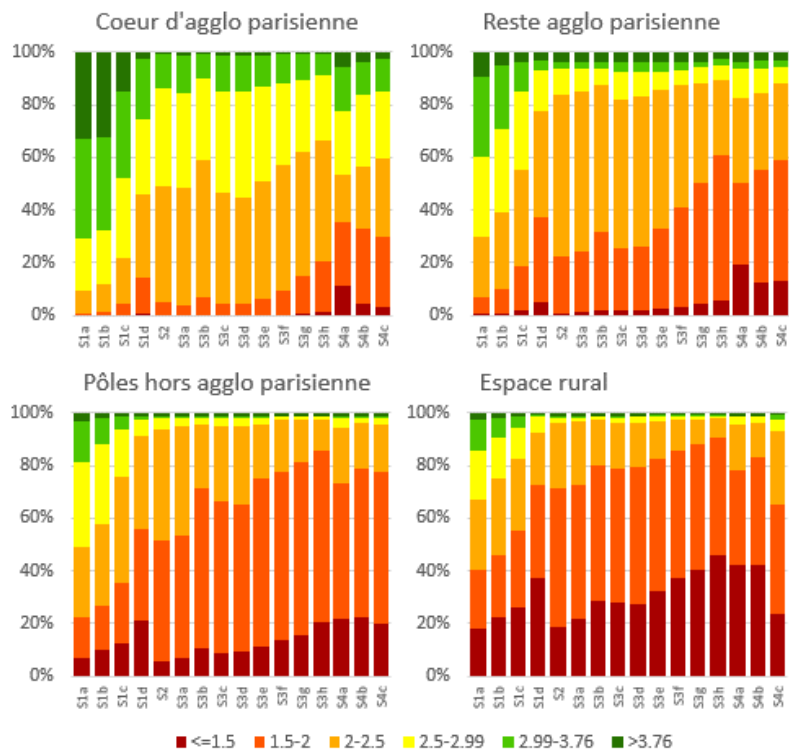 Coeur d'agglo parisienne
100%
80%
60%
40%
20%
0%
S1a S1b S1c S1d S2 S3a S3b S3c S3d S3e S3f S3g S3h S4a S4b S4c
Reste agglo parisienne
100%
80%
60%
40%
20%
0%
S1a S1b S1c S1d S2 S3a S3b S3c S3d S3e S3f S3g S3h S4a S4b S4c
Pôles hors agglo parisienne
100%
80%
60%
40%
20%
0%
S1a S1b S1c S1d S2 S3a S3b S3c S3d S3e S3f S3g S3h S4a S4b S4c
Espace rural
100%
80%
60%
40%
20%
0%
S1a S1b S1c S1d S2 S3a S3b S3c S3d S3e S3f S3g S3h S4a S4b S4c
<=1.5 1.5-2 2-2.5 2.5-2.99 2.99-3.76 >3.76